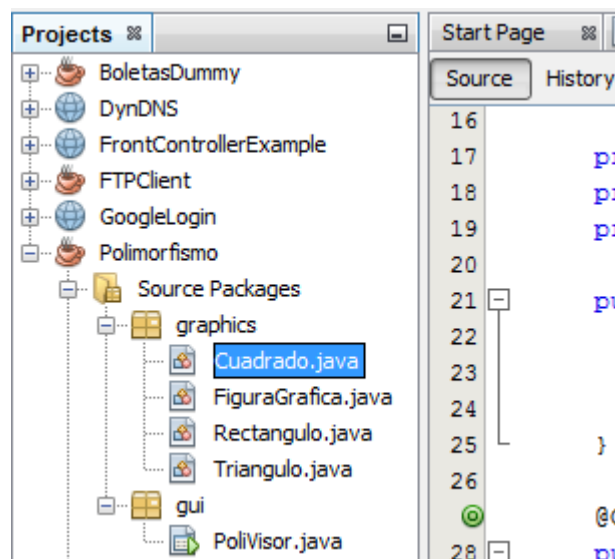 Projects
BoletasDummy
DynDNS
FrontControllerExample
FTPClient
GoogleLogin
Polimorfismo
Source Packages
graphics
Cuadrado.java
FiguraGrafica.java
Rectangulo.java
Triangulo.java
gui
PoliVisor.java
Start Page
Source History
16
17
18
19
20
21
22
23
24
25 }
26
28